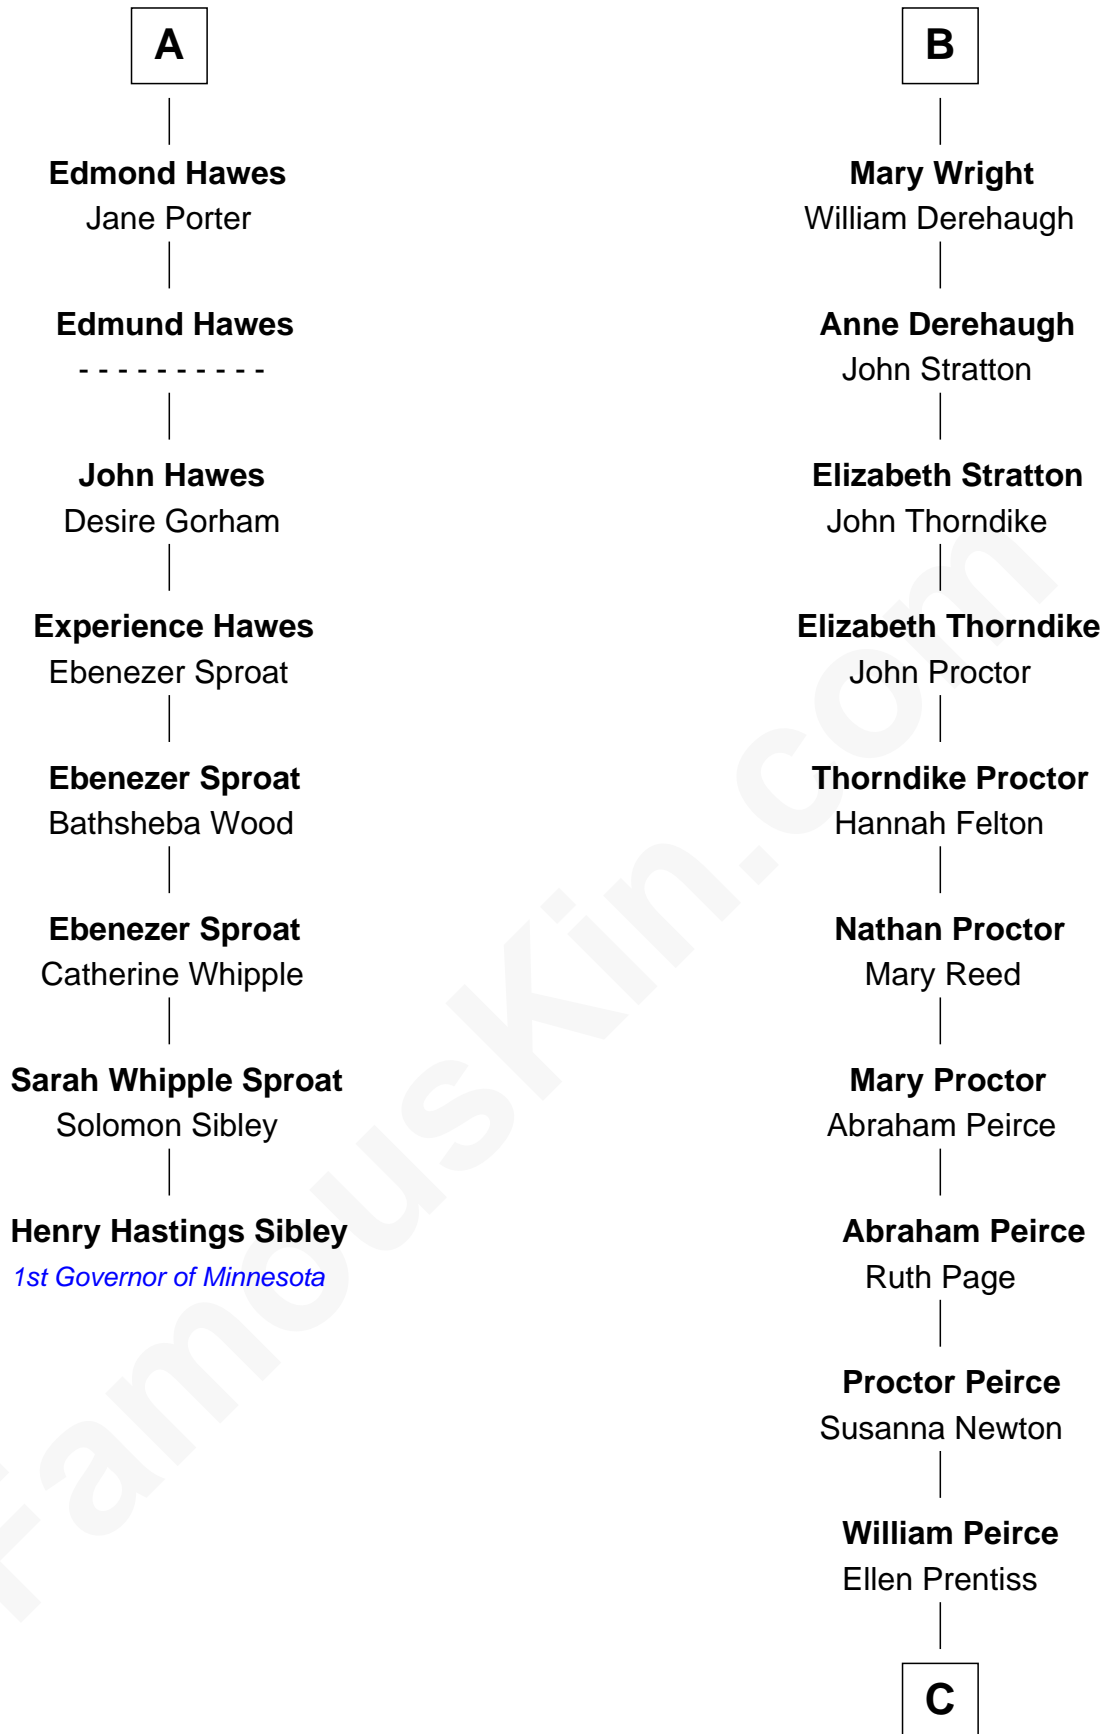 A
Edmond Hawes
Jane Porter
Edmund Hawes
- - - - - - - - - -
John Hawes
Desire Gorham
Experience Hawes
Ebenezer Sproat
Ebenezer Sproat
Bathsheba Wood
Ebenezer Sproat
Catherine Whipple
Sarah Whipple Sproat
Solomon Sibley
Henry Hastings Sibley
1st Governor of Minnesota
B
Mary Wright
William Derehaugh
Anne Derehaugh
John Stratton
Elizabeth Stratton
John Thorndike
Elizabeth Thorndike
John Proctor
Thorndike Proctor
Hannah Felton
Nathan Proctor
Mary Reed
Mary Proctor
Abraham Peirce
Abraham Peirce
Ruth Page
Proctor Peirce
Susanna Newton
William Peirce
Ellen Prentiss
C
FamousKin.com